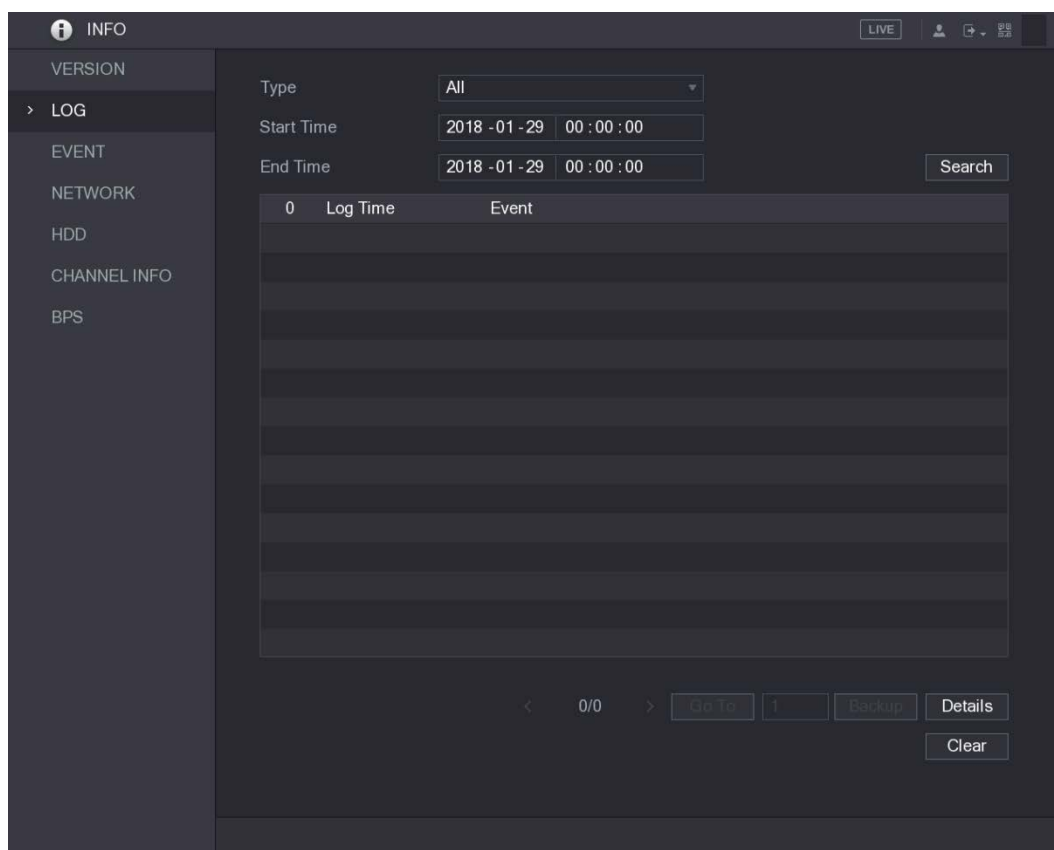 INFO LIVE
VERSION
LOG
EVENT
NETWORK
HDD
CHANNEL INFO
BPS
Type All
Start Time 2018 -01 -29 00 : 00 : 00
End Time 2018 -01 -29 00 : 00 : 00 Search
0 Log Time Event
0/0 Go To 1 Backup Details
Clear